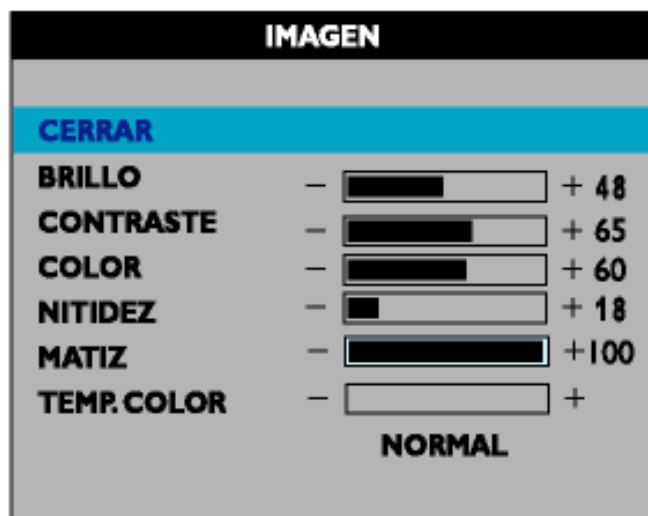 IMAGEN
CERRAR
BRILLO - + 48
CONTRASTE - + 65
COLOR - + 60
NITIDEZ - + 18
MATIZ - +100
TEMP. COLOR - +
NORMAL